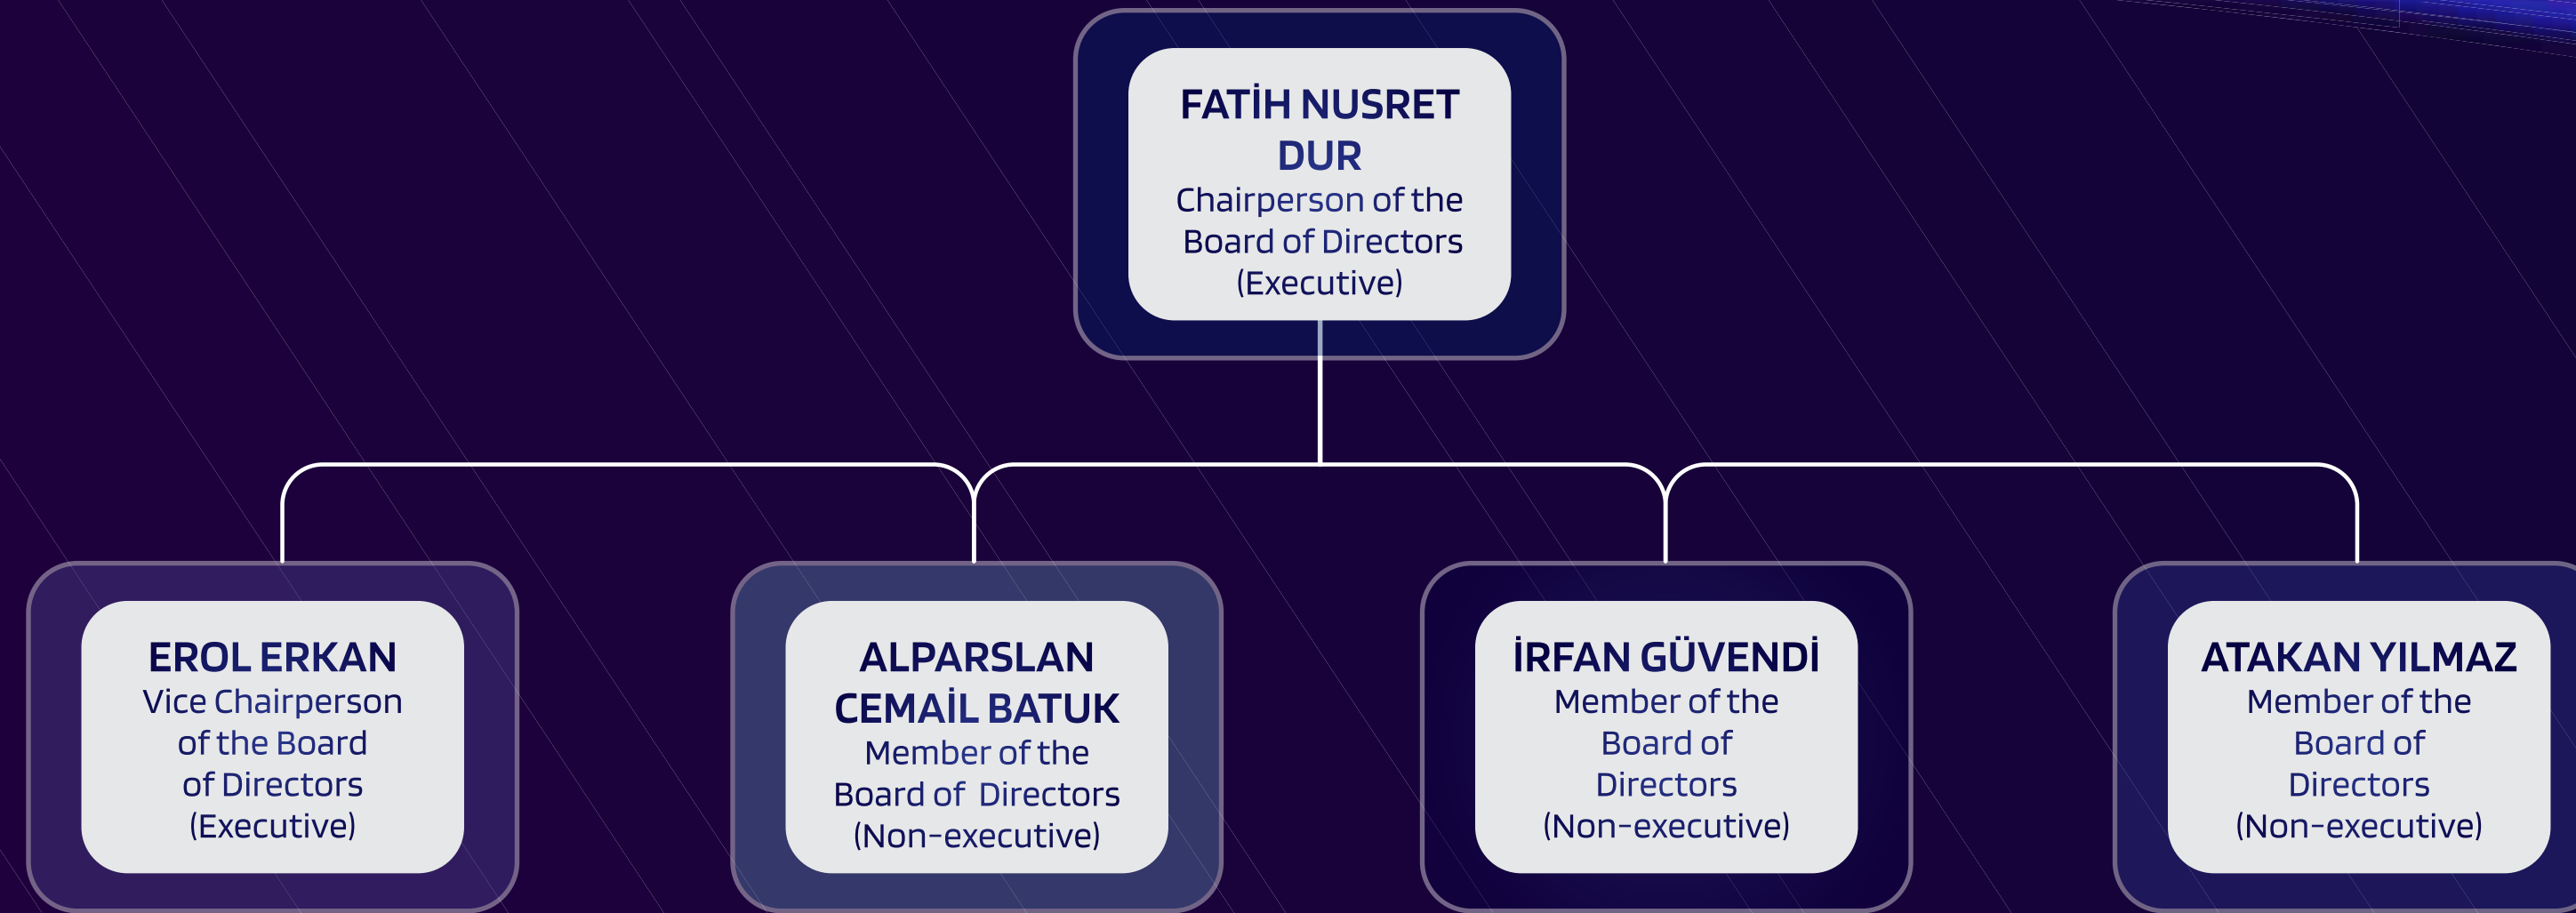 FATİH NUSRET
DUR
Chairperson of the
Board of Directors
(Executive)
EROL ERKAN
Vice Chairperson
of the Board
of Directors
(Executive)
ALPARSLAN
CEMAİL BATUK
Member of the
Board of  Directors
(Non-executive)
İRFAN GÜVENDİ
Member of the
Board of
Directors
(Non-executive)
ATAKAN YILMAZ
Member of the
Board of
Directors
(Non-executive)